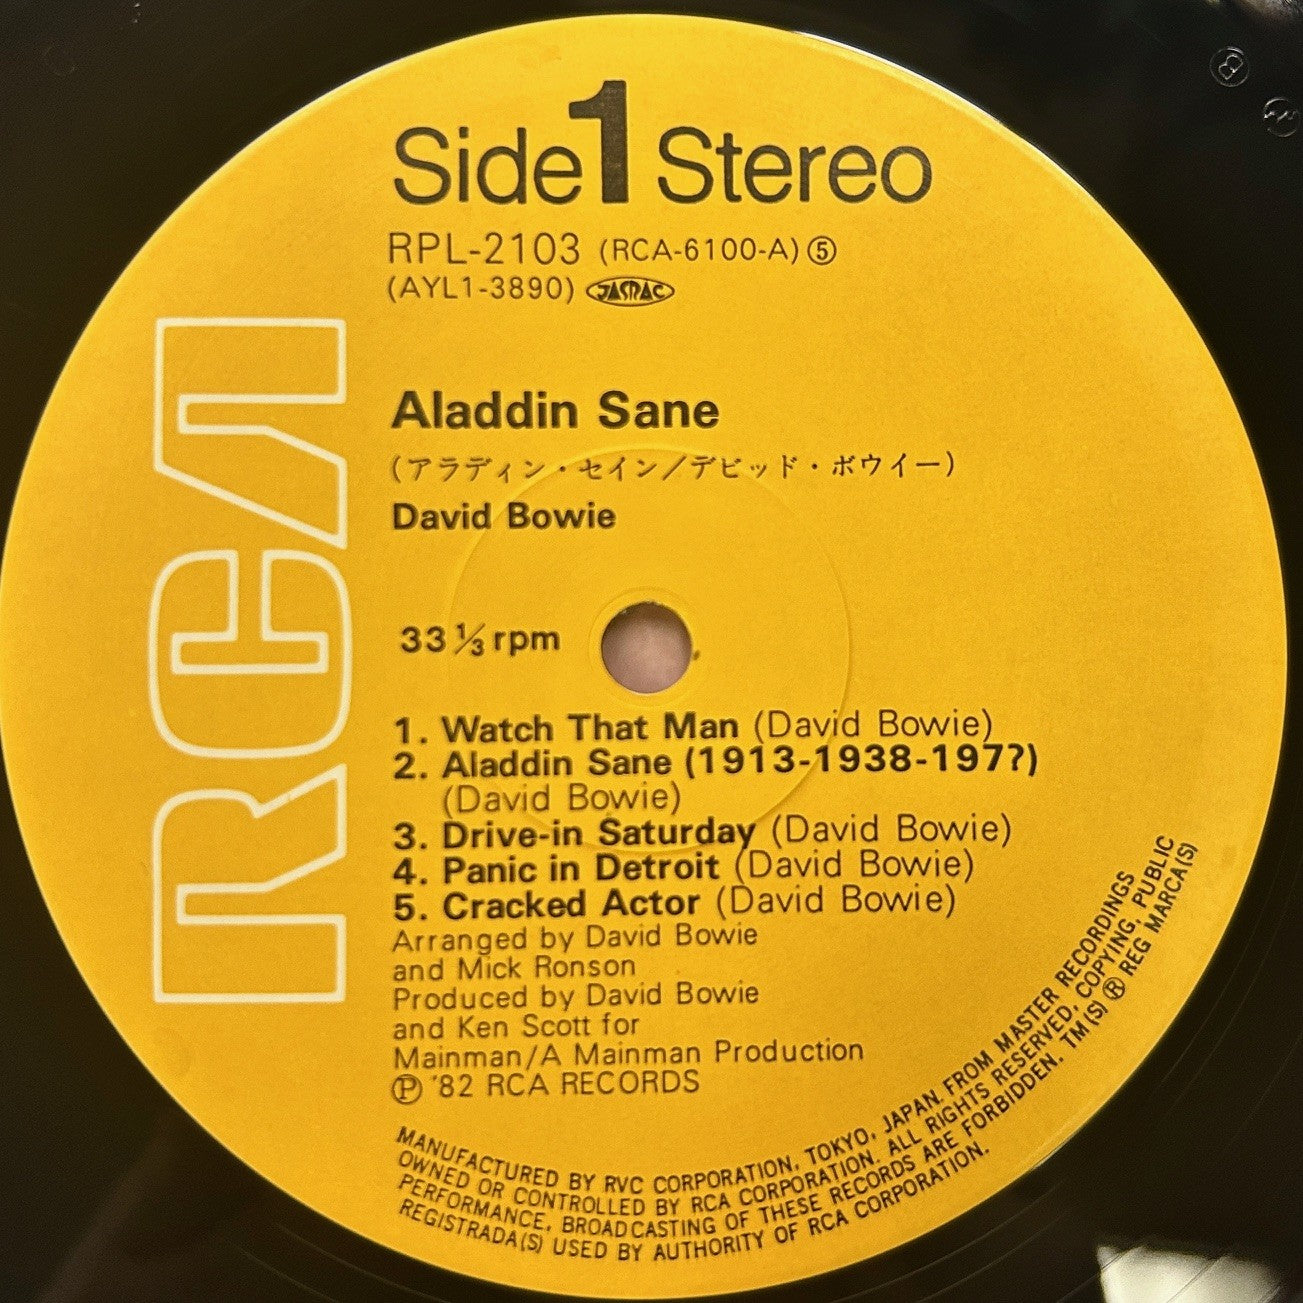 Side 1 Stereo
RPL-2103 (RCA-6100-A) ⑤
(AYL1-3890) JASRAC
RCA
Aladdin Sane
(アラディン・セイン/デビッド・ボウイー)
David Bowie
33 1/3 rpm
1. Watch That Man (David Bowie)
2. Aladdin Sane (1913-1938-197?)
(David Bowie)
3. Drive-in Saturday (David Bowie)
4. Panic in Detroit (David Bowie)
5. Cracked Actor (David Bowie)
Arranged by David Bowie
and Mick Ronson
Produced by David Bowie
and Ken Scott for
Mainman/A Mainman Production
Ⓟ '82 RCA RECORDS
MANUFACTURED BY RVC CORPORATION, TOKYO, JAPAN. FROM MASTER RECORDINGS
OWNED OR CONTROLLED BY RCA CORPORATION. ALL RIGHTS RESERVED, COPYING, PUBLIC
PERFORMANCE, BROADCASTING OF THESE RECORDS ARE FORBIDDEN. TM(S) ® REG MARCA(S)
REGISTRADA(S) USED BY AUTHORITY OF RCA CORPORATION.